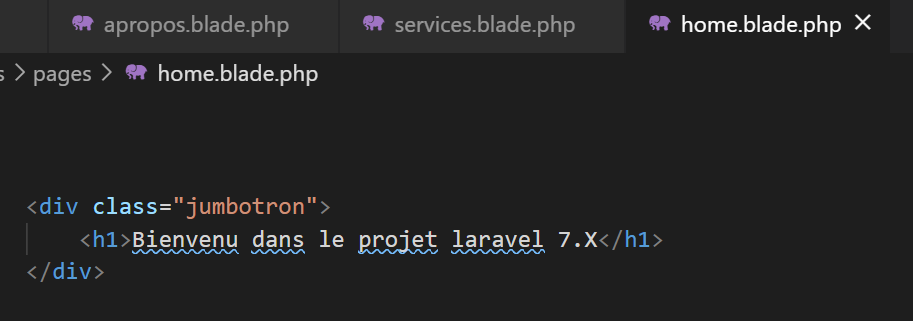 apropos.blade.php services.blade.php home.blade.php ×
s > pages > home.blade.php
<div class="jumbotron">
<h1>Bienvenu dans le projet laravel 7.X</h1>
</div>